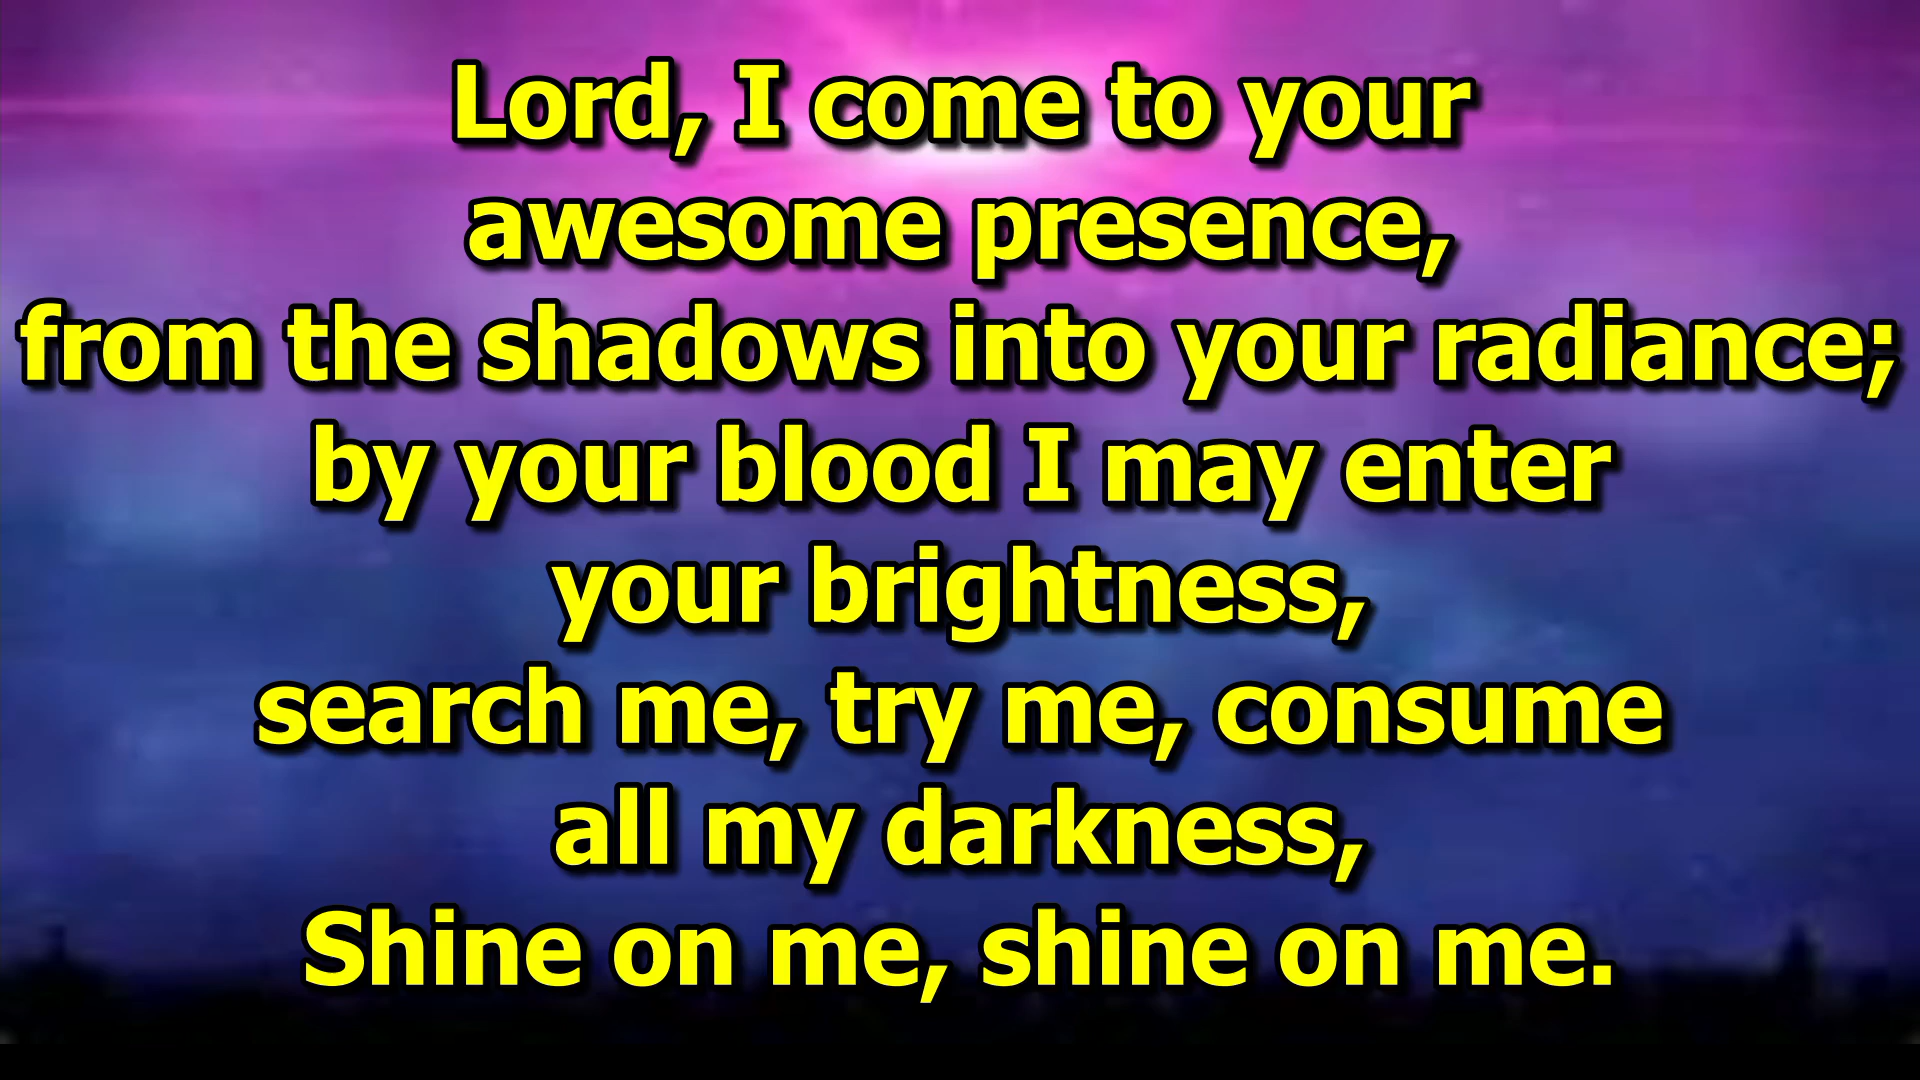 Lord, I come to your
awesome presence,
from the shadows into your radiance;
by your blood I may enter
your brightness,
search me, try me, consume
all my darkness,
Shine on me, shine on me.